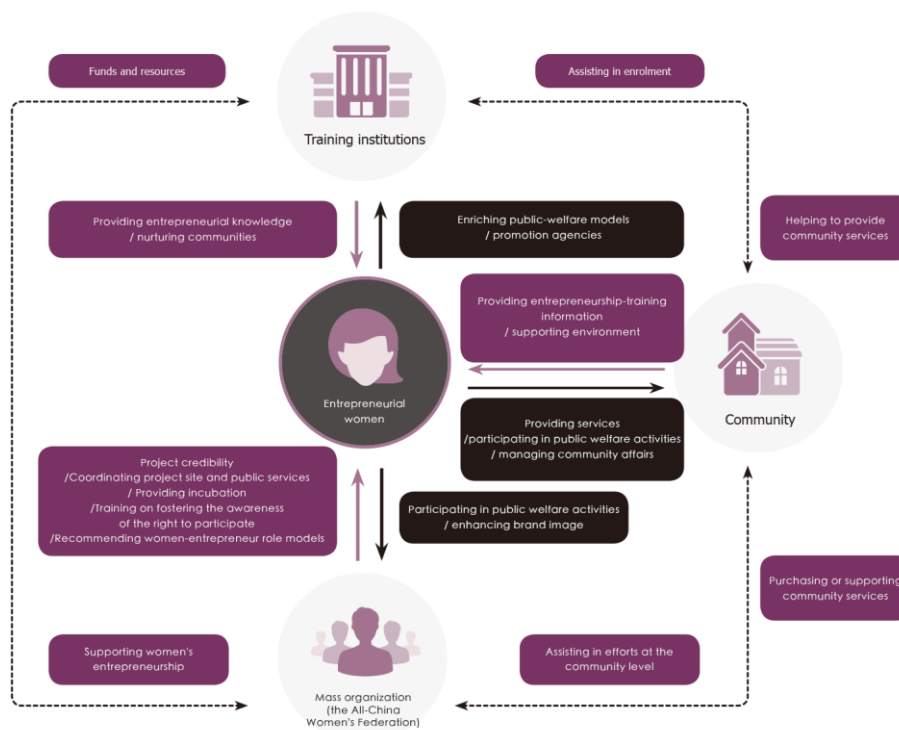 Funds and resources
Assisting in enrolment
Training institutions
Providing entrepreneurial knowledge
/ nurturing communities
Enriching public-welfare models
/ promotion agencies
Helping to provide
community services
Providing entrepreneurship-training
information
/ supporting environment
Entrepreneurial
women
Community
Providing services
/participating in public welfare activities
/ managing community affairs
Project credibility
/Coordinating project site and public services
/ Providing incubation
/Training on fostering the awareness
of the right to participate
/Recommending women-entrepreneur role models
Participating in public welfare activities
/ enhancing brand image
Purchasing or supporting
community services
Supporting women's
entrepreneurship
Assisting in efforts at the
community level
Mass organization
(the All-China
Women's Federation)